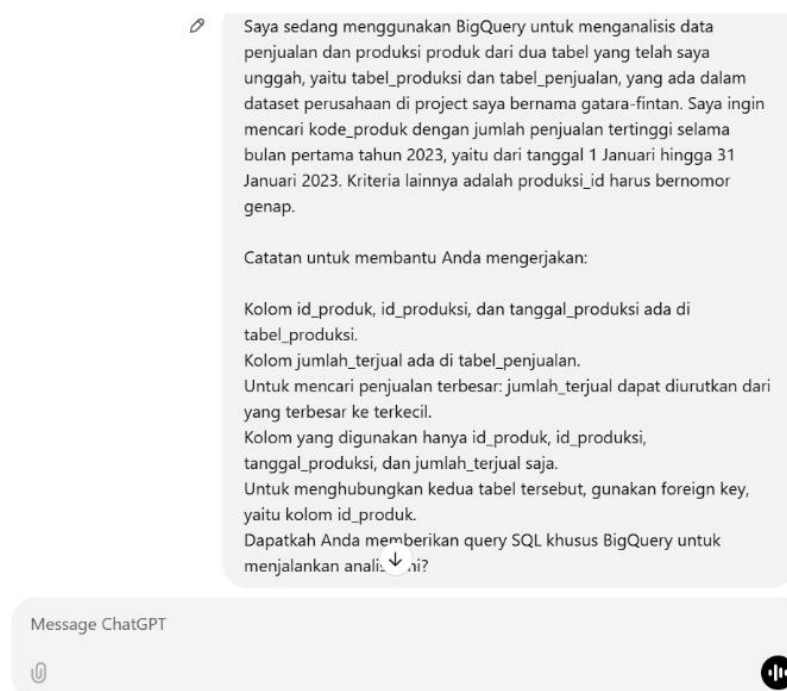 Saya sedang menggunakan BigQuery untuk menganalisis data
penjualan dan produksi produk dari dua tabel yang telah saya
unggah, yaitu tabel_produksi dan tabel_penjualan, yang ada dalam
dataset perusahaan di project saya bernama gatara-fintan. Saya ingin
mencari kode_produk dengan jumlah penjualan tertinggi selama
bulan pertama tahun 2023, yaitu dari tanggal 1 Januari hingga 31
Januari 2023. Kriteria lainnya adalah produksi_id harus bernomor
genap.
Catatan untuk membantu Anda mengerjakan:
Kolom id_produk, id_produksi, dan tanggal_produksi ada di
tabel_produksi.
Kolom jumlah_terjual ada di tabel_penjualan.
Untuk mencari penjualan terbesar: jumlah_terjual dapat diurutkan dari
yang terbesar ke terkecil.
Kolom yang digunakan hanya id_produk, id_produksi,
tanggal_produksi, dan jumlah_terjual saja.
Untuk menghubungkan kedua tabel tersebut, gunakan foreign key,
yaitu kolom id_produk.
Dapatkah Anda memberikan query SQL khusus BigQuery untuk
menjalankan
Message ChatGPT